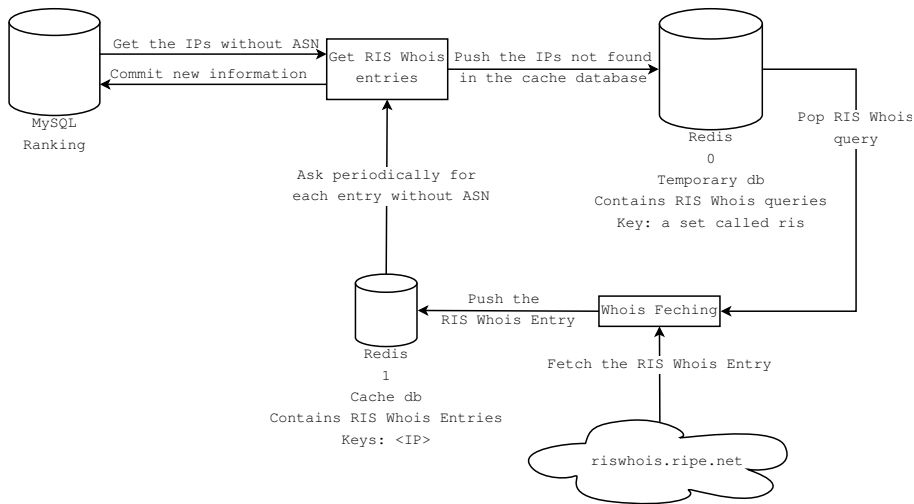 Get the IPs without ASN
Commit new information
MySQL
Ranking
Get RIS Whois
entries
Push the IPs not found
in the cache database
Redis
0
Temporary db
Contains RIS Whois queries
Key: a set called ris
Pop RIS Whois
query
Ask periodically for
each entry without ASN
Push the
RIS Whois Entry
Whois Feching
Redis
1
Cache db
Contains RIS Whois Entries
Keys: <IP>
Fetch the RIS Whois Entry
riswhois.ripe.net